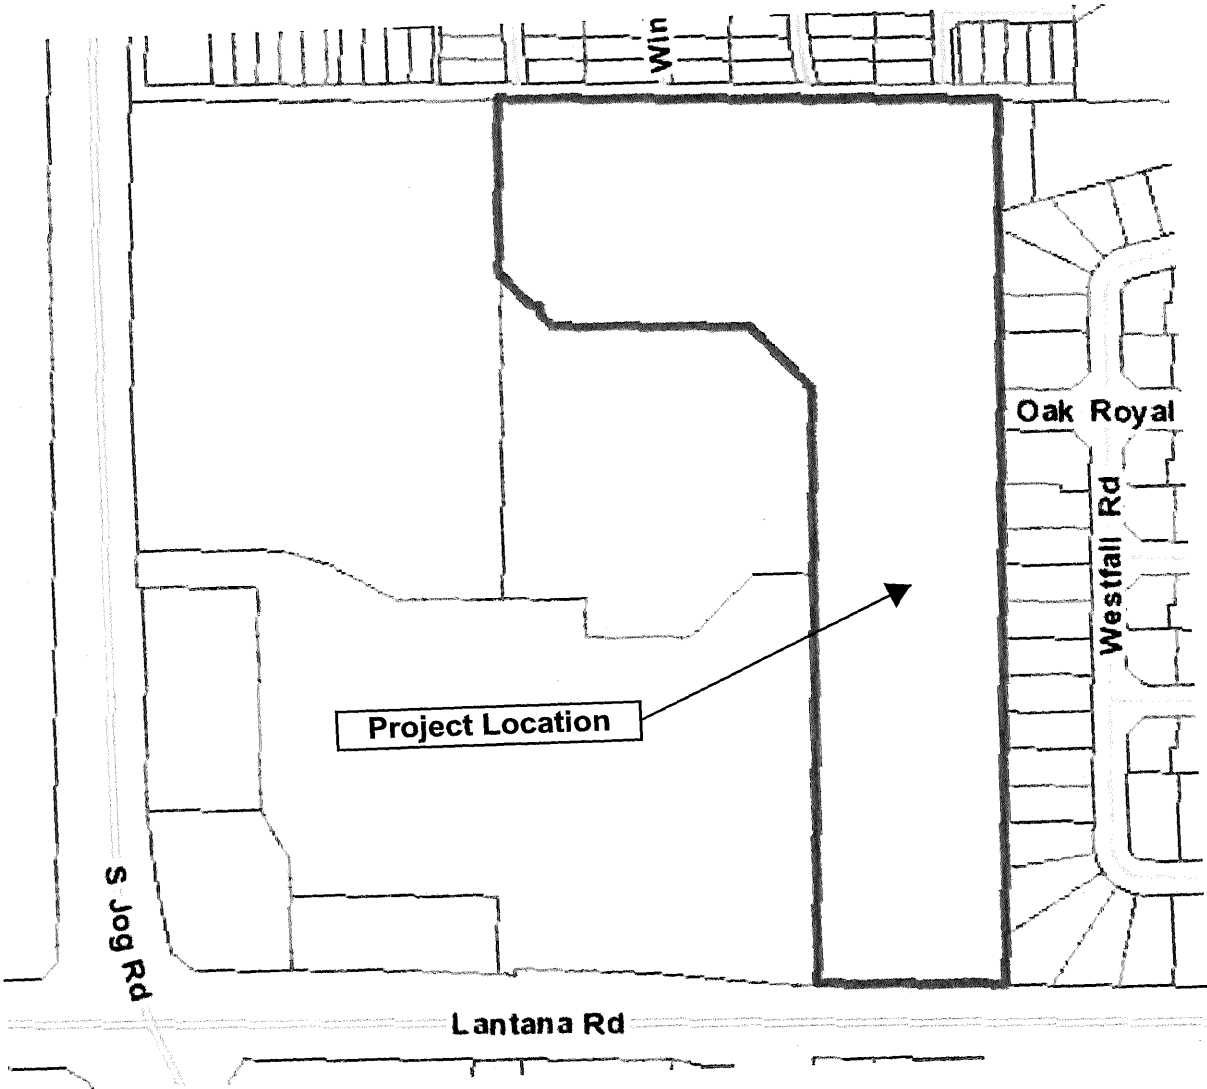 Win
Oak Royal
Westfall Rd
Project Location
S Jog Rd
Lantana Rd